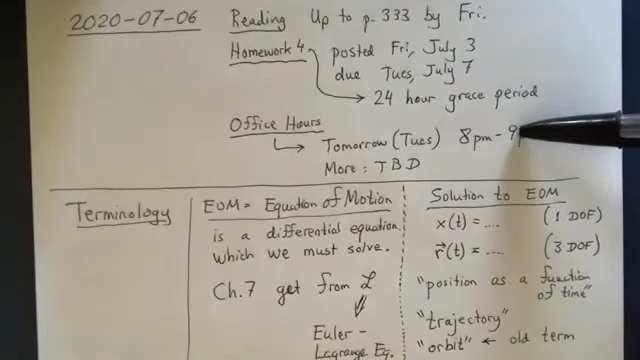 2020-07-06
Reading Up to p. 333 by Fri.
Homework 4 posted Fri, July 3
due Tues, July 7
→ 24 hour grace period
Office Hours
→ Tomorrow (Tues) 8pm - 9
More: TBD
Terminology
EOM = Equation of Motion
is a differential equation
which we must solve.
Ch.7 get from ℒ
⇓
Euler -
Lagrange Eq.
Solution to EOM
x(t) = .... (1 DOF)
r⃗(t) = .... (3 DOF)
"position as a function
of time"
"trajectory"
"orbit" ← old term